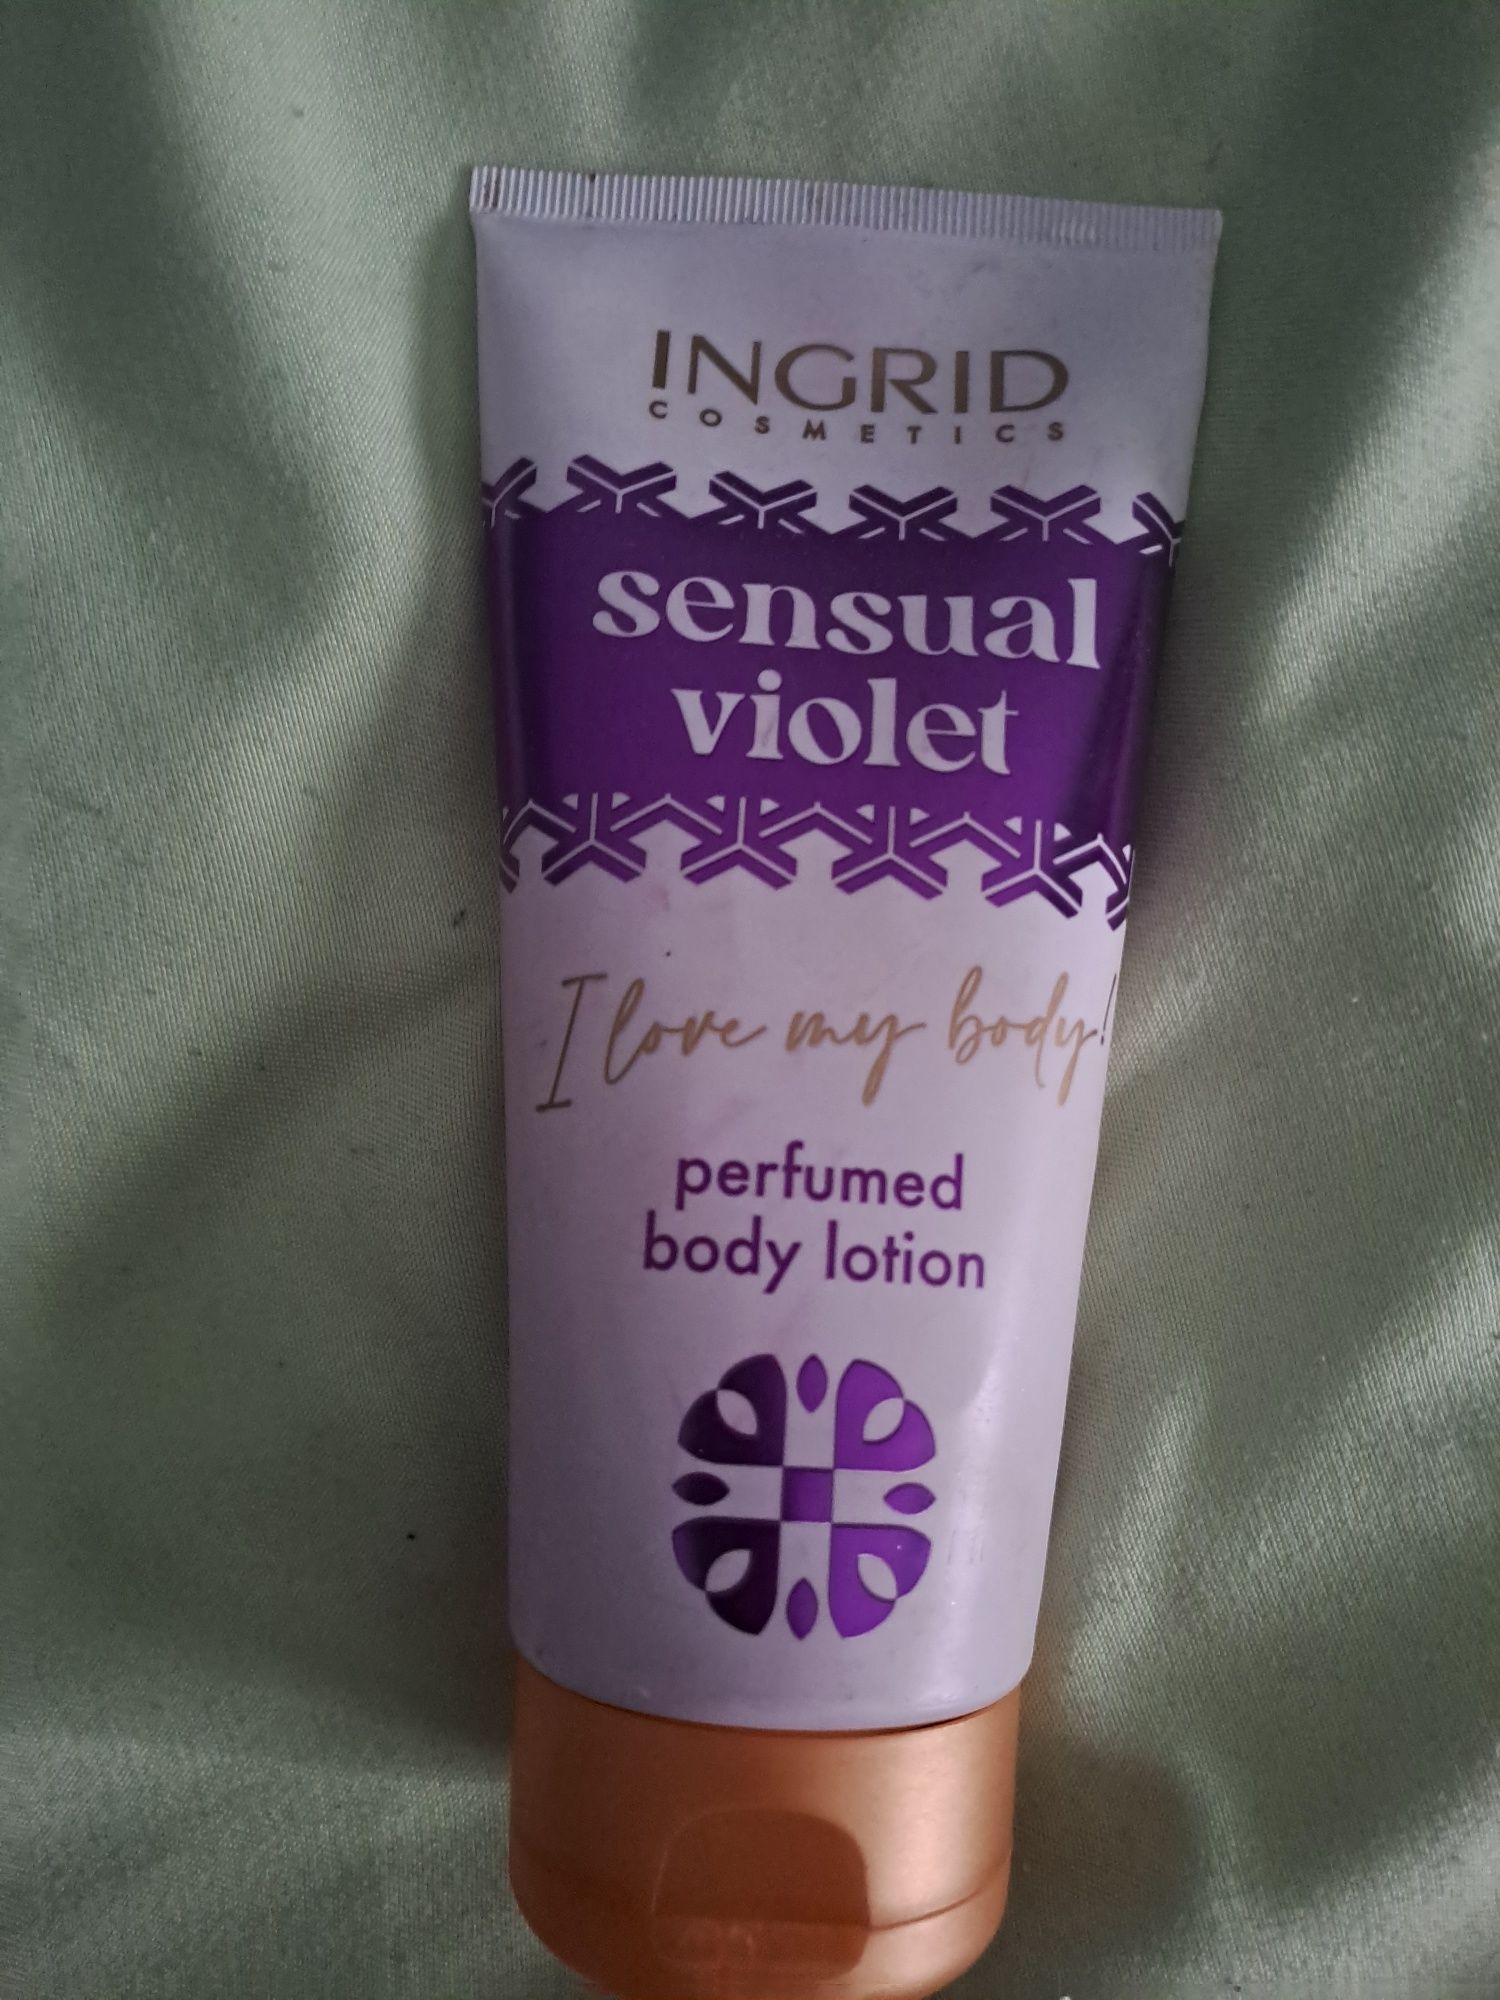 INGRID
COSMETICS
sensual
violet
I love my body!
perfumed
body lotion